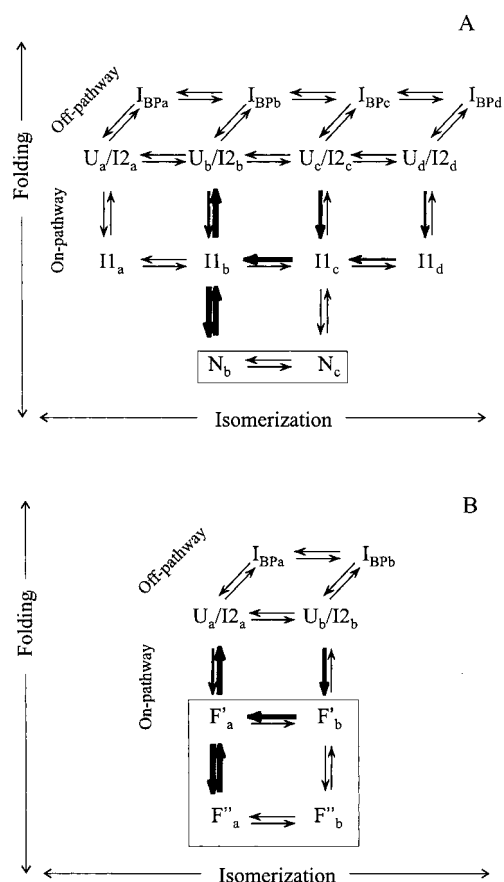 A
Folding
Off-pathway
I_BPa I_BPb I_BPc I_BPd
U_a/I2_a U_b/I2_b U_c/I2_c U_d/I2_d
On-pathway
I1_a I1_b I1_c I1_d
N_b N_c
Isomerization
B
Folding
Off-pathway
I_BPa I_BPb
U_a/I2_a U_b/I2_b
On-pathway
F'_a F'_b
F"_a F"_b
Isomerization